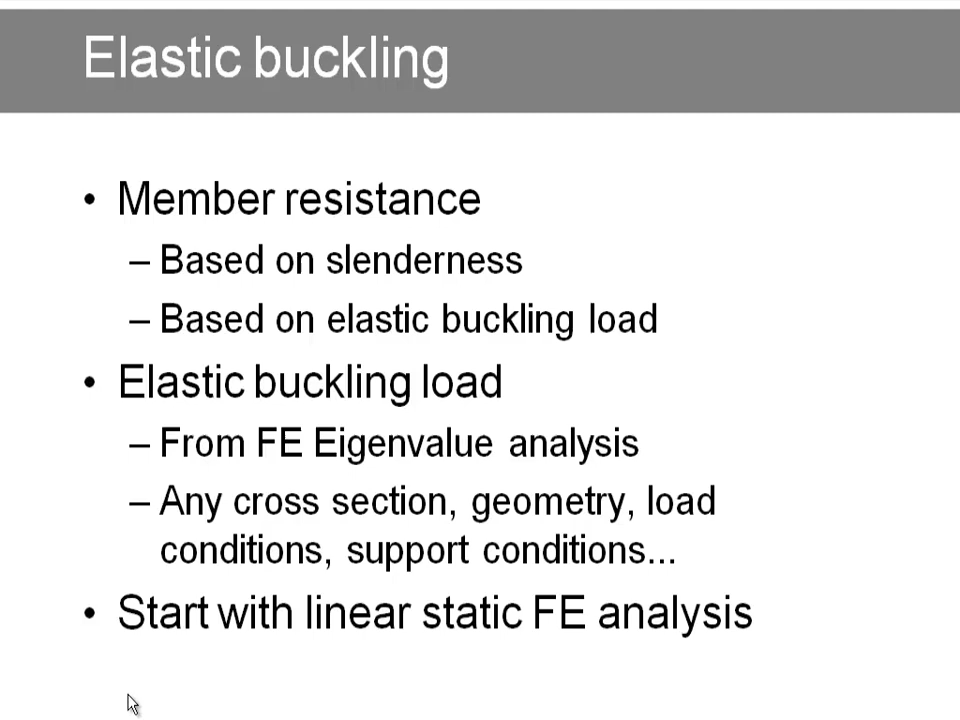 Elastic buckling
• Member resistance
– Based on slenderness
– Based on elastic buckling load
• Elastic buckling load
– From FE Eigenvalue analysis
– Any cross section, geometry, load
conditions, support conditions...
• Start with linear static FE analysis